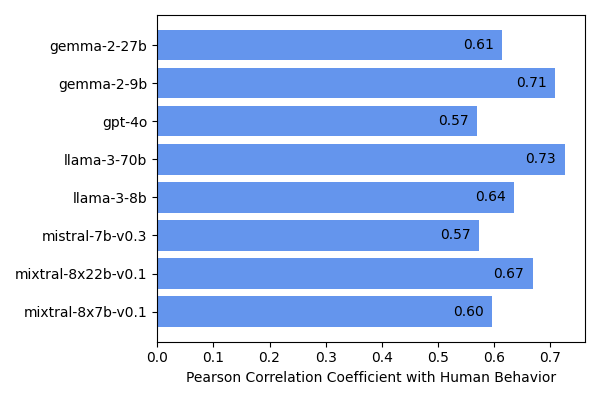 gemma-2-27b 0.61
gemma-2-9b 0.71
gpt-4o 0.57
llama-3-70b 0.73
llama-3-8b 0.64
mistral-7b-v0.3 0.57
mixtral-8x22b-v0.1 0.67
mixtral-8x7b-v0.1 0.60
0.0 0.1 0.2 0.3 0.4 0.5 0.6 0.7
Pearson Correlation Coefficient with Human Behavior